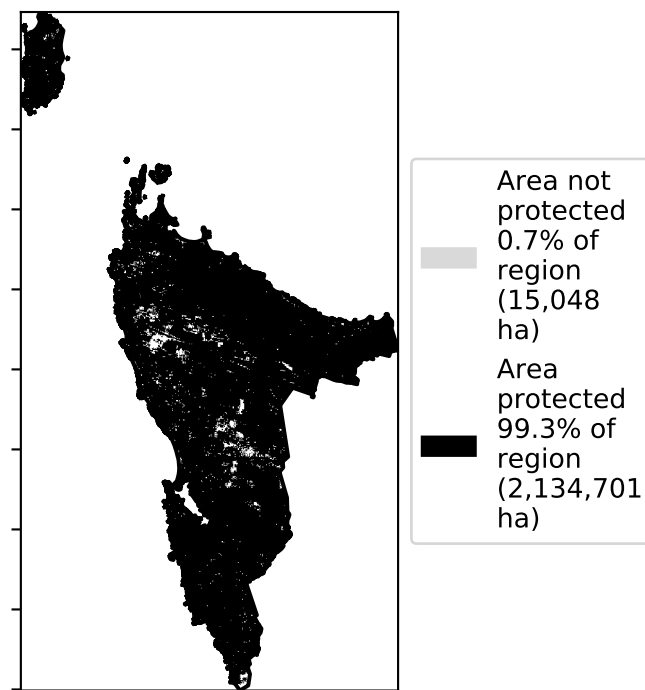 Area not
protected
0.7% of
region
(15,048
ha)
Area
protected
99.3% of
region
(2,134,701
ha)